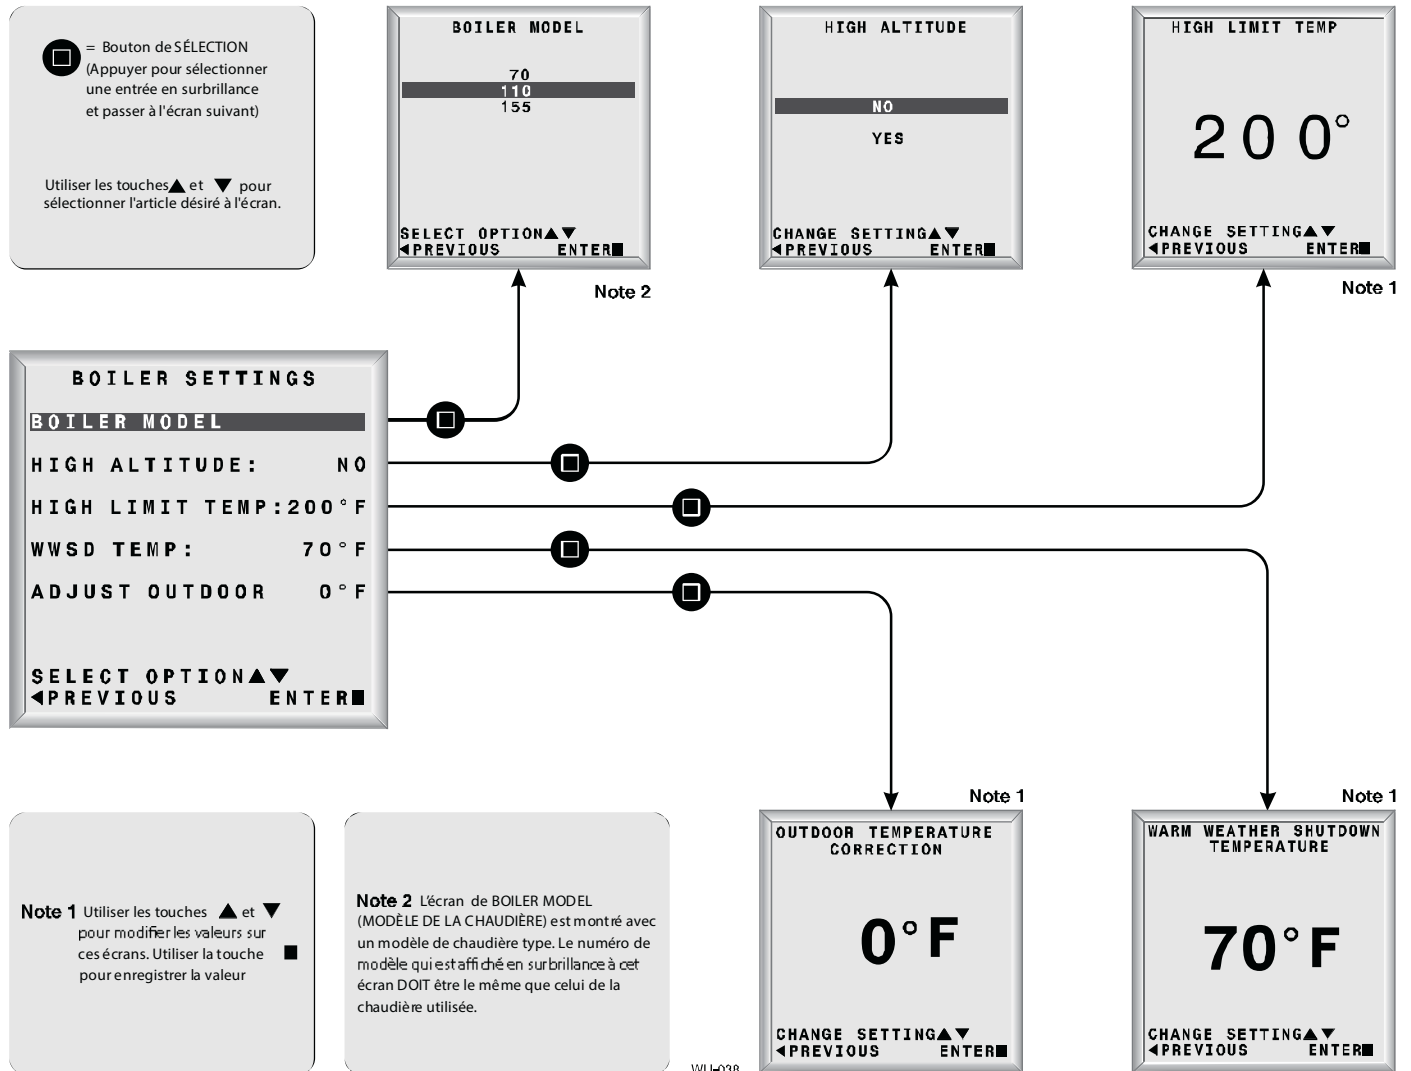 = Bouton de SÉLECTION
(Appuyer pour sélectionner
une entrée en surbrillance
et passer à l'écran suivant)
Utiliser les touches▲ et ▼ pour
sélectionner l'article désiré à l'écran.
BOILER MODEL
70
110
155
SELECT OPTION▲▼
◀PREVIOUS ENTER■
Note 2
HIGH ALTITUDE
NO
YES
CHANGE SETTING▲▼
◀PREVIOUS ENTER■
HIGH LIMIT TEMP
200°
CHANGE SETTING▲▼
◀PREVIOUS ENTER■
Note 1
BOILER SETTINGS
BOILER MODEL
HIGH ALTITUDE: NO
HIGH LIMIT TEMP:200°F
WWSD TEMP: 70°F
ADJUST OUTDOOR 0°F
SELECT OPTION▲▼
◀PREVIOUS ENTER■
Note 1 Utiliser les touches ▲ et ▼
pour modifier les valeurs sur
ces écrans. Utiliser la touche ■
pour enregistrer la valeur
Note 2 L'écran de BOILER MODEL
(MODÈLE DE LA CHAUDIÈRE) est montré avec
un modèle de chaudière type. Le numéro de
modèle qui est affiché en surbrillance à cet
écran DOIT être le même que celui de la
chaudière utilisée.
Note 1
OUTDOOR TEMPERATURE
CORRECTION
0°F
CHANGE SETTING▲▼
◀PREVIOUS ENTER■
Note 1
WARM WEATHER SHUTDOWN
TEMPERATURE
70°F
CHANGE SETTING▲▼
◀PREVIOUS ENTER■